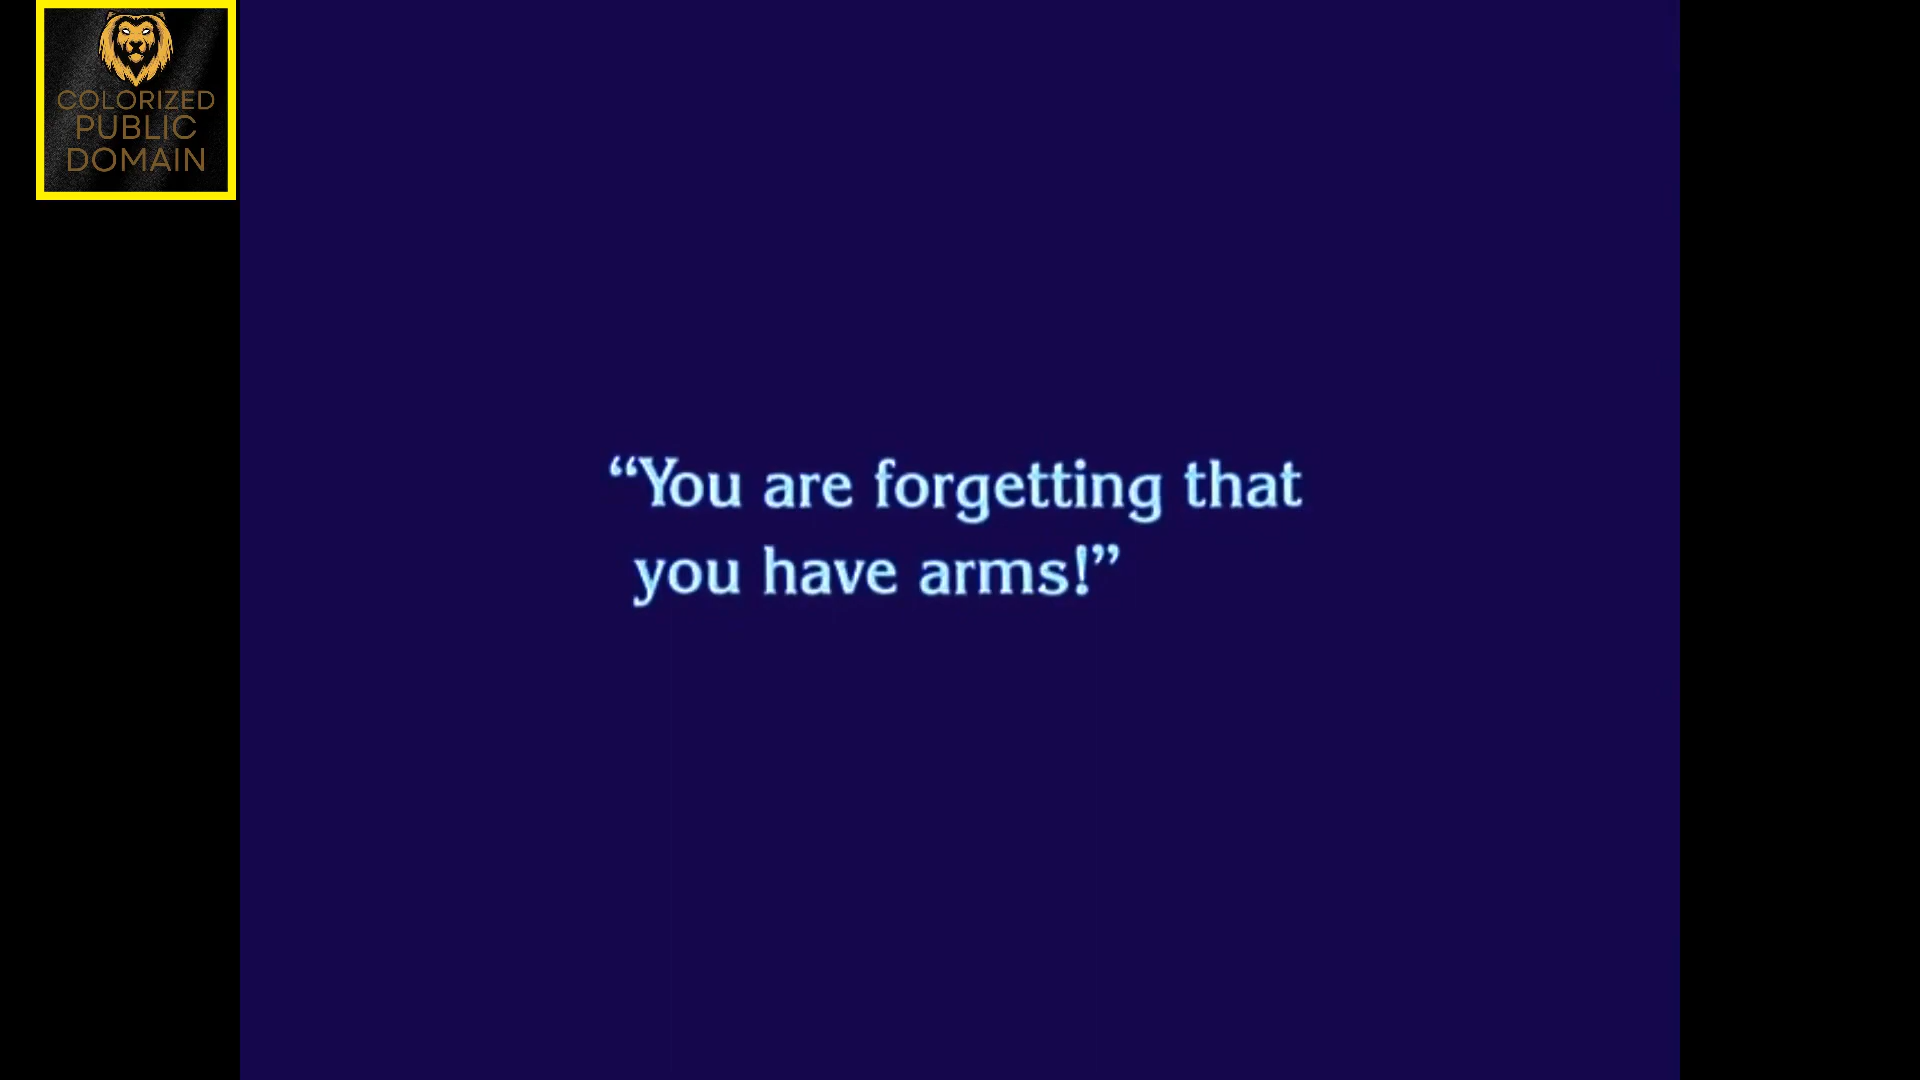 COLORIZED
PUBLIC
DOMAIN
“You are forgetting that
you have arms!”